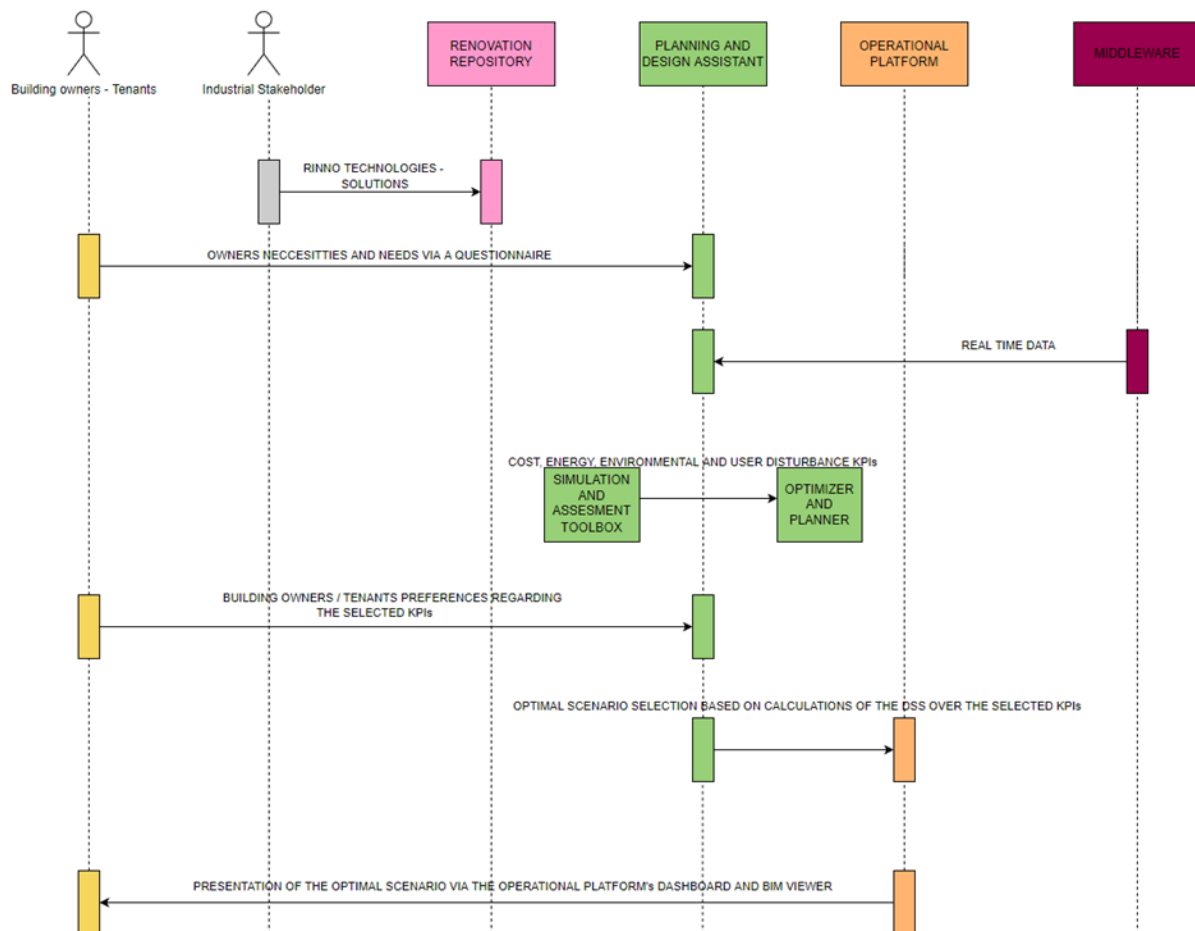 RENOVATION
REPOSITORY
PLANNING AND
DESIGN ASSISTANT
OPERATIONAL
PLATFORM
MIDDLEWARE
Building owners - Tenants
Industrial Stakeholder
RINNO TECHNOLOGIES -
SOLUTIONS
OWNERS NECCESITTIES AND NEEDS VIA A QUESTIONNAIRE
REAL TIME DATA
COST, ENERGY, ENVIRONMENTAL AND USER DISTURBANCE KPIs
SIMULATION
AND
ASSESMENT
TOOLBOX
OPTIMIZER
AND
PLANNER
BUILDING OWNERS / TENANTS PREFERENCES REGARDING
THE SELECTED KPIs
OPTIMAL SCENARIO SELECTION BASED ON CALCULATIONS OF THE DSS OVER THE SELECTED KPIs
PRESENTATION OF THE OPTIMAL SCENARIO VIA THE OPERATIONAL PLATFORM's DASHBOARD AND BIM VIEWER